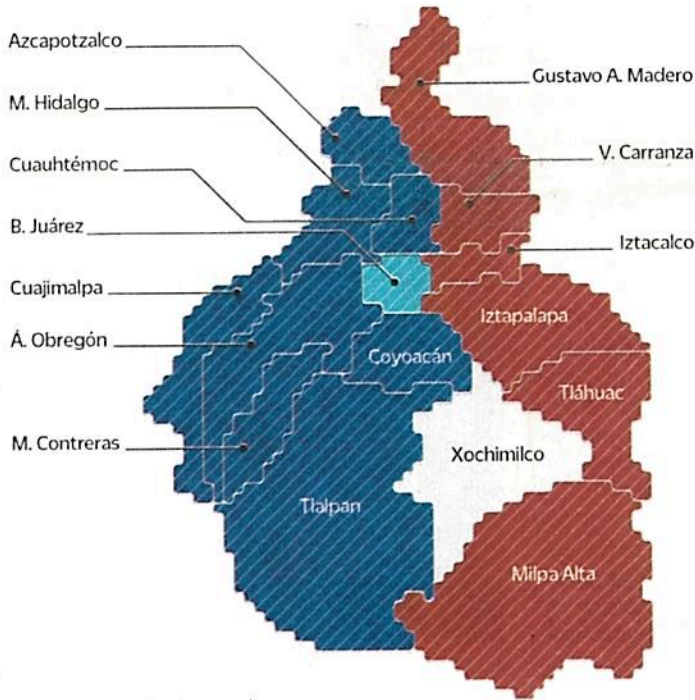 Azcapotzalco
M. Hidalgo
Cuauhtémoc
B. Juárez
Cuajimalpa
Á. Obregón
M. Contreras
Gustavo A. Madero
V. Carranza
Iztacalco
Iztapalapa
Coyoacán
Tláhuac
Xochimilco
Tlalpan
Milpa Alta